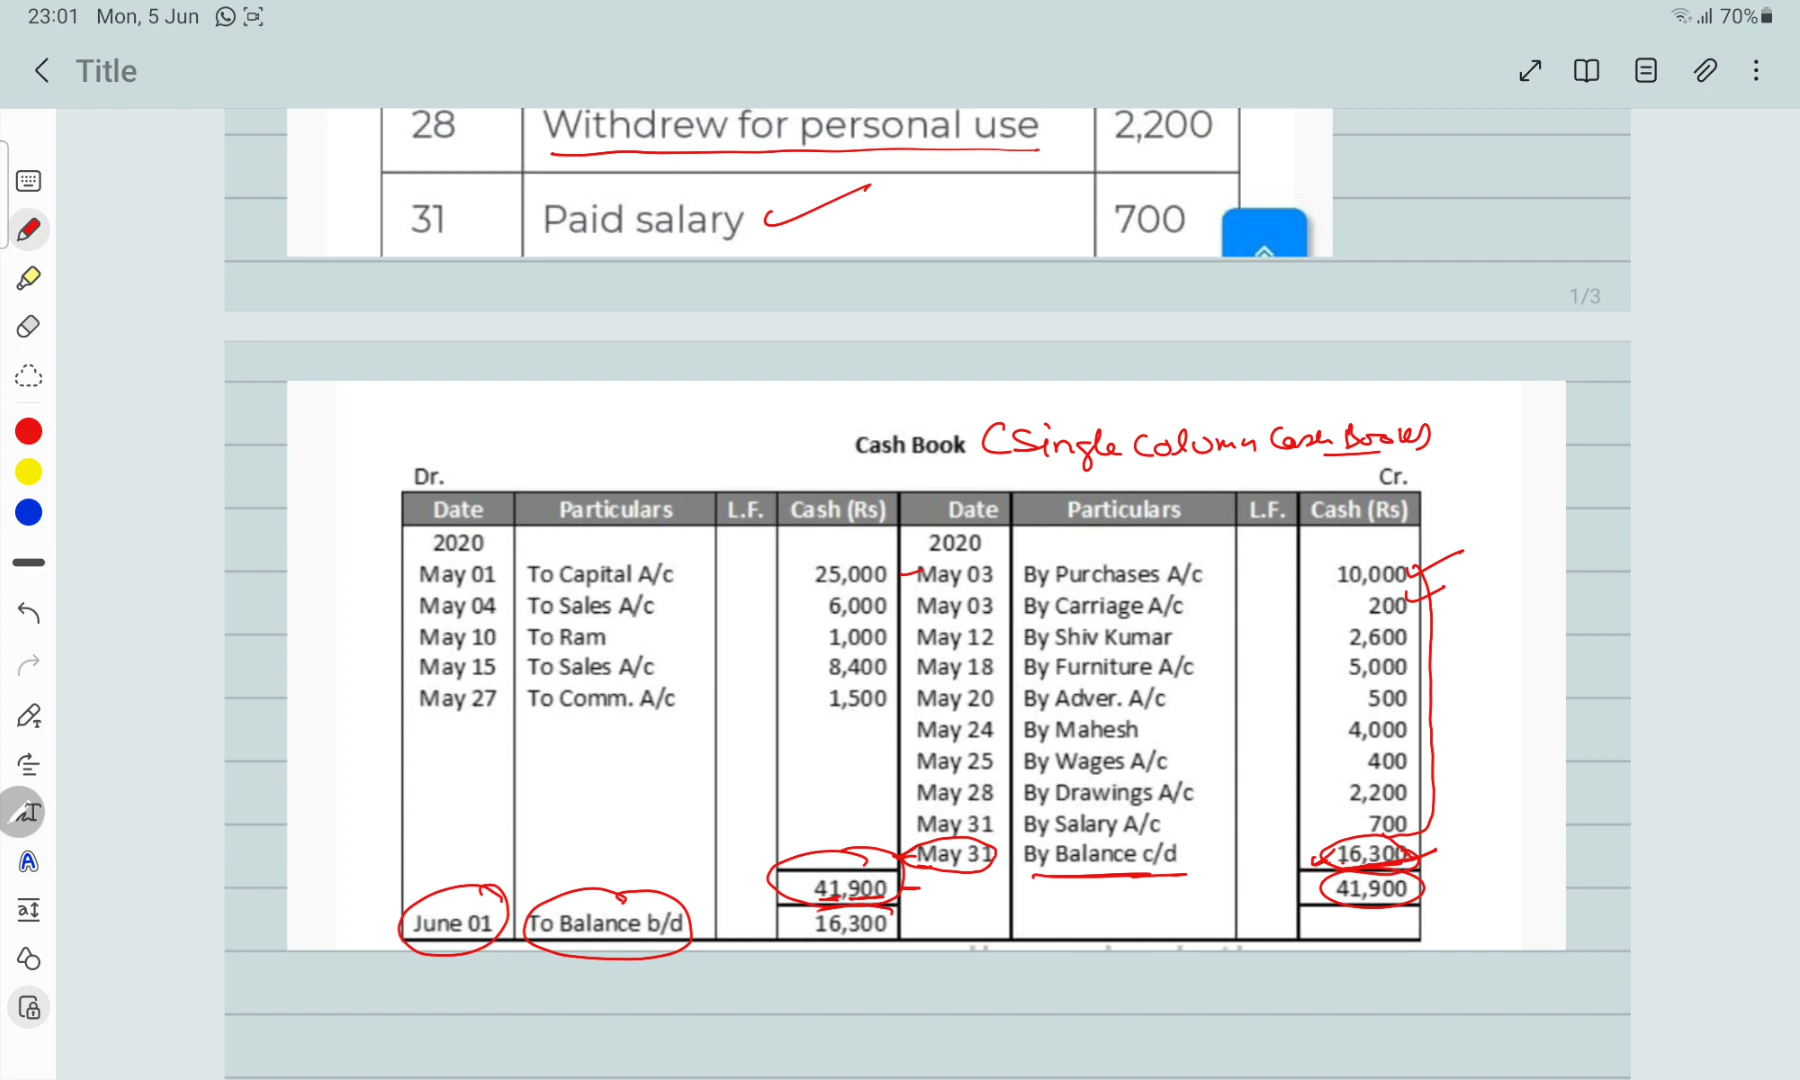 23:01 Mon, 5 Jun 70%
Title
28 Withdrew for personal use 2,200
31 Paid salary 700
1/3
Cash Book (Single Column Cash Books)
Dr. Cr.
Date Particulars L.F. Cash (Rs) Date Particulars L.F. Cash (Rs)
2020 2020
May 01 To Capital A/c 25,000 May 03 By Purchases A/c 10,000
May 04 To Sales A/c 6,000 May 03 By Carriage A/c 200
May 10 To Ram 1,000 May 12 By Shiv Kumar 2,600
May 15 To Sales A/c 8,400 May 18 By Furniture A/c 5,000
May 27 To Comm. A/c 1,500 May 20 By Adver. A/c 500
May 24 By Mahesh 4,000
May 25 By Wages A/c 400
May 28 By Drawings A/c 2,200
May 31 By Salary A/c 700
May 31 By Balance c/d 16,300
41,900 41,900
June 01 To Balance b/d 16,300